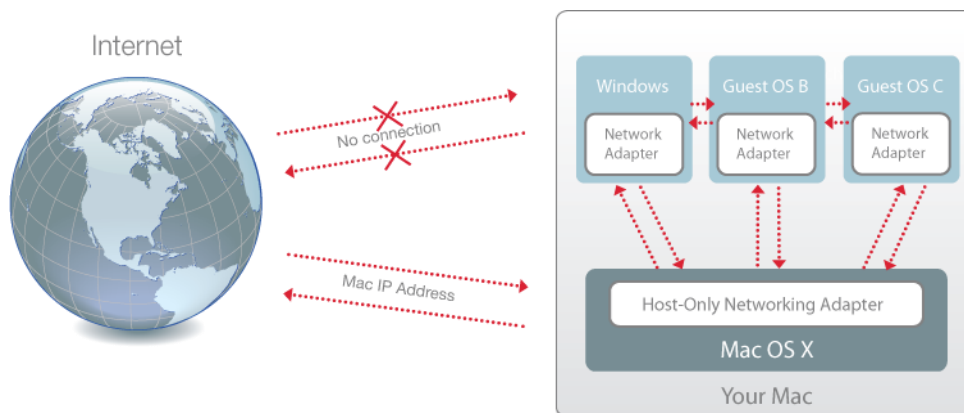 Internet
No connection
Mac IP Address
Windows
Guest OS B
Guest OS C
Network
Adapter
Network
Adapter
Network
Adapter
Host-Only Networking Adapter
Mac OS X
Your Mac